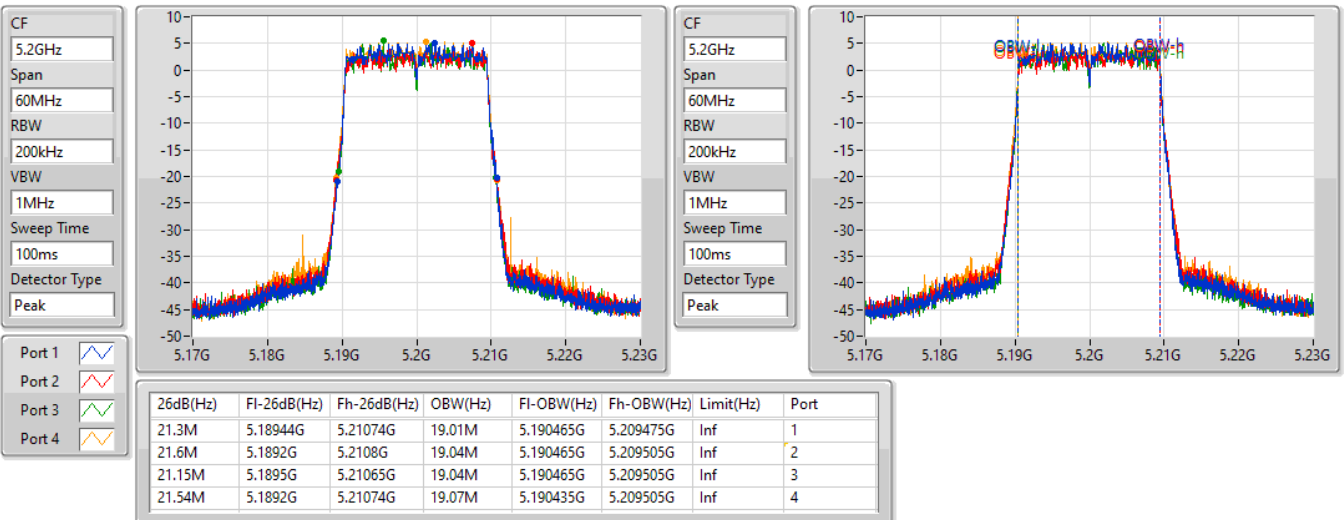 CF
5.2GHz
Span
60MHz
RBW
200kHz
VBW
1MHz
Sweep Time
100ms
Detector Type
Peak
10
5
0
-5
-10
-15
-20
-25
-30
-35
-40
-45
-50
5.17G 5.18G 5.19G 5.2G 5.21G 5.22G 5.23G
CF
5.2GHz
Span
60MHz
RBW
200kHz
VBW
1MHz
Sweep Time
100ms
Detector Type
Peak
10
5
0
-5
-10
-15
-20
-25
-30
-35
-40
-45
-50
5.17G 5.18G 5.19G 5.2G 5.21G 5.22G 5.23G
OBW-h
Port 1
Port 2
Port 3
Port 4
26dB(Hz) Fl-26dB(Hz) Fh-26dB(Hz) OBW(Hz) Fl-OBW(Hz) Fh-OBW(Hz) Limit(Hz) Port
21.3M 5.18944G 5.21074G 19.01M 5.190465G 5.209475G Inf 1
21.6M 5.1892G 5.2108G 19.04M 5.190465G 5.209505G Inf 2
21.15M 5.1895G 5.21065G 19.04M 5.190465G 5.209505G Inf 3
21.54M 5.1892G 5.21074G 19.07M 5.190435G 5.209505G Inf 4